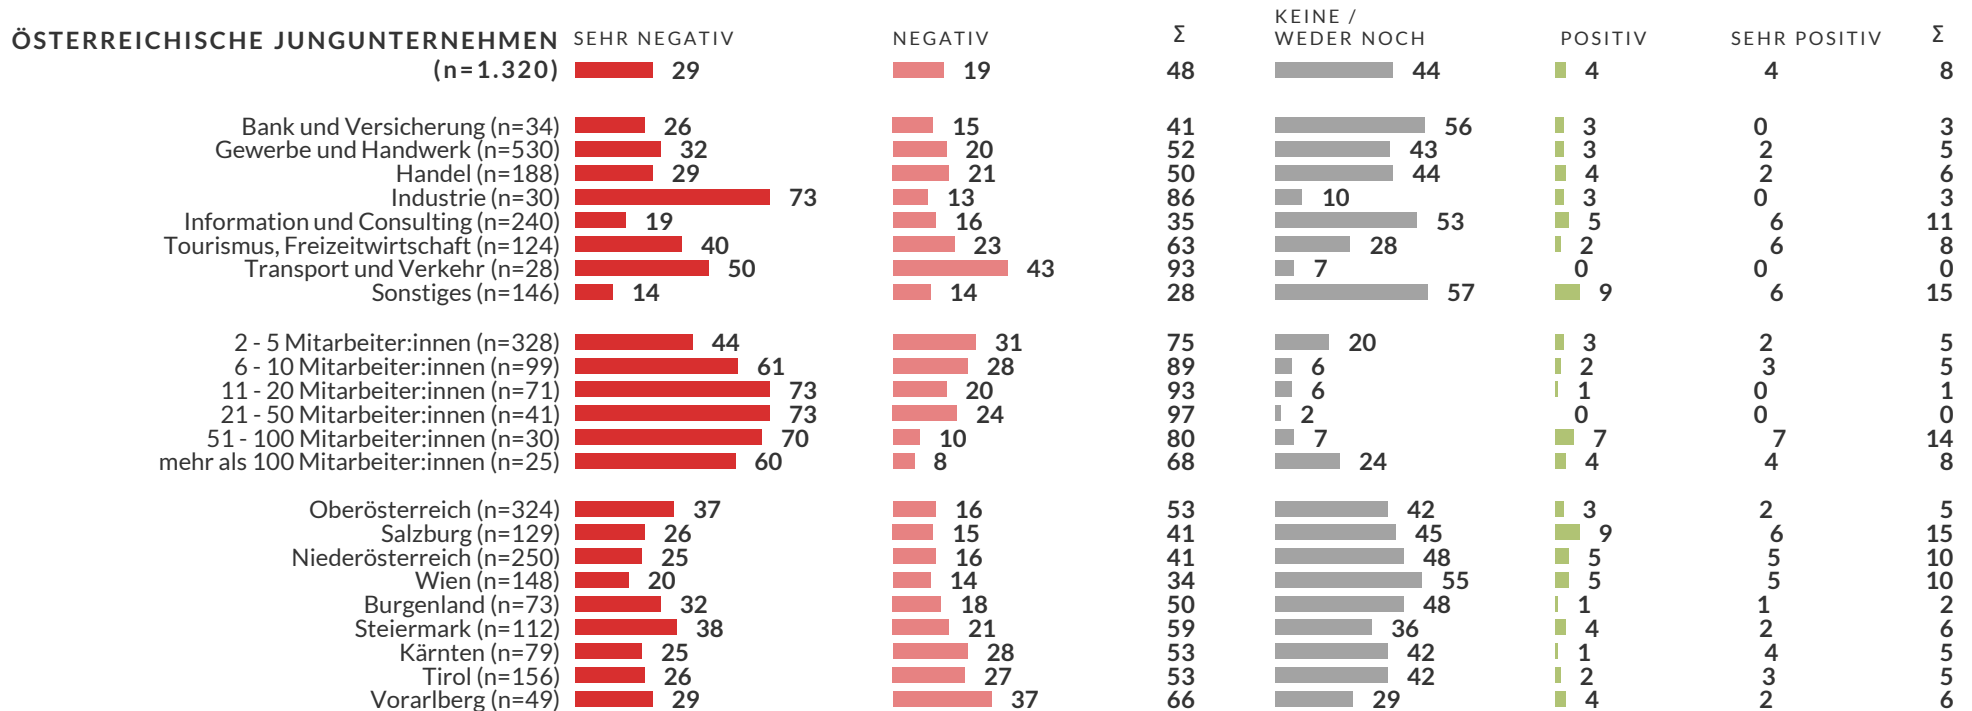 KEINE /
ÖSTERREICHISCHE JUNGUNTERNEHMEN SEHR NEGATIV NEGATIV Σ WEDER NOCH POSITIV SEHR POSITIV Σ
(n=1.320) 29 19 48 44 4 4 8
Bank und Versicherung (n=34) 26 15 41 56 3 0 3
Gewerbe und Handwerk (n=530) 32 20 52 43 3 2 5
Handel (n=188) 29 21 50 44 4 2 6
Industrie (n=30) 73 13 86 10 3 0 3
Information und Consulting (n=240) 19 16 35 53 5 6 11
Tourismus, Freizeitwirtschaft (n=124) 40 23 63 28 2 6 8
Transport und Verkehr (n=28) 50 43 93 7 0 0 0
Sonstiges (n=146) 14 14 28 57 9 6 15
2 - 5 Mitarbeiter:innen (n=328) 44 31 75 20 3 2 5
6 - 10 Mitarbeiter:innen (n=99) 61 28 89 6 2 3 5
11 - 20 Mitarbeiter:innen (n=71) 73 20 93 6 1 0 1
21 - 50 Mitarbeiter:innen (n=41) 73 24 97 2 0 0 0
51 - 100 Mitarbeiter:innen (n=30) 70 10 80 7 7 7 14
mehr als 100 Mitarbeiter:innen (n=25) 60 8 68 24 4 4 8
Oberösterreich (n=324) 37 16 53 42 3 2 5
Salzburg (n=129) 26 15 41 45 9 6 15
Niederösterreich (n=250) 25 16 41 48 5 5 10
Wien (n=148) 20 14 34 55 5 5 10
Burgenland (n=73) 32 18 50 48 1 1 2
Steiermark (n=112) 38 21 59 36 4 2 6
Kärnten (n=79) 25 28 53 42 1 4 5
Tirol (n=156) 26 27 53 42 2 3 5
Vorarlberg (n=49) 29 37 66 29 4 2 6